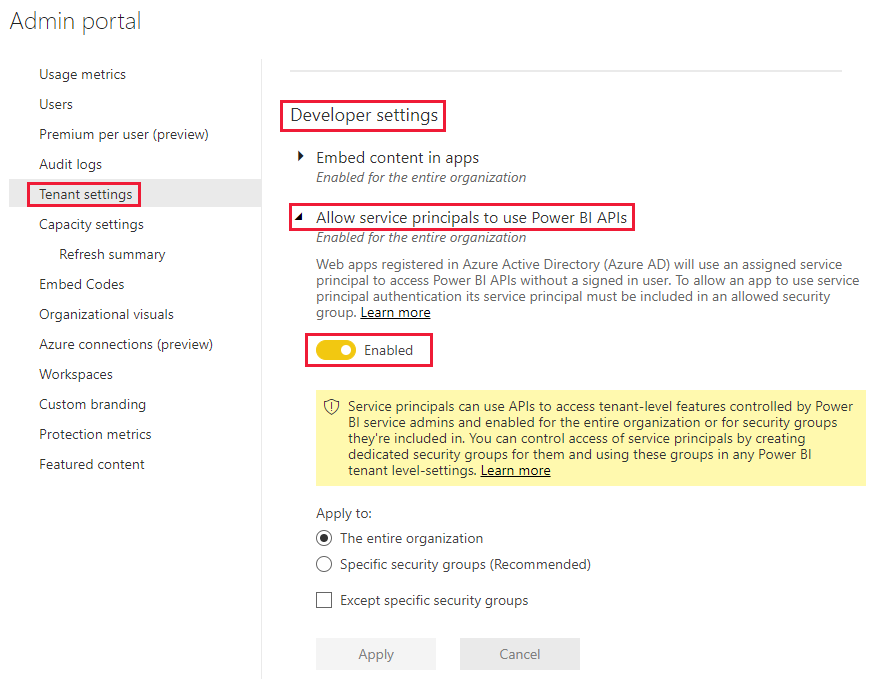 Admin portal
Usage metrics
Users
Premium per user (preview)
Audit logs
Tenant settings
Capacity settings
Refresh summary
Embed Codes
Organizational visuals
Azure connections (preview)
Workspaces
Custom branding
Protection metrics
Featured content
Developer settings
Embed content in apps
Enabled for the entire organization
Allow service principals to use Power BI APIs
Enabled for the entire organization
Web apps registered in Azure Active Directory (Azure AD) will use an assigned service
principal to access Power BI APIs without a signed in user. To allow an app to use service
principal authentication its service principal must be included in an allowed security
group. Learn more
Enabled
Service principals can use APIs to access tenant-level features controlled by Power
BI service admins and enabled for the entire organization or for security groups
they're included in. You can control access of service principals by creating
dedicated security groups for them and using these groups in any Power BI
tenant level-settings. Learn more
Apply to:
The entire organization
Specific security groups (Recommended)
Except specific security groups
Apply
Cancel